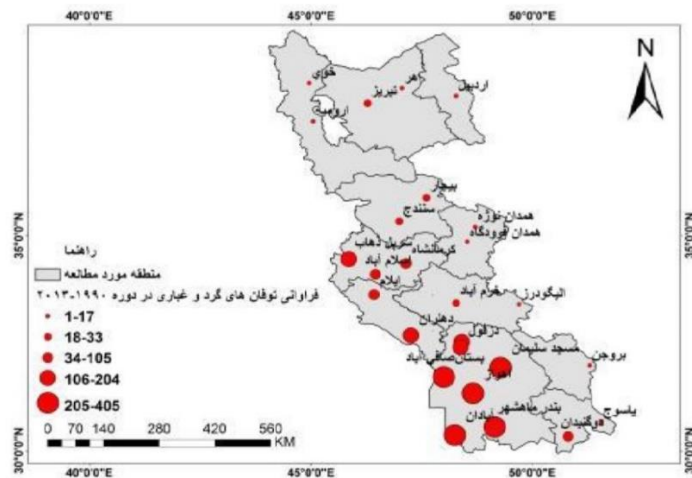 40°0'0"E 45°0'0"E 50°0'0"E
N
خوی
اهر
تبریز
اردبیل
ارومیه
بیجار
سنندج
همدان نوژه
همدان فرودگاه
35°0'0"N
35°0'0"N
سرپل ذهاب
کرمانشاه
اسلام آباد
ایلام
خرم آباد
الیگودرز
دهلران
دزفول
صفی آباد
بستان
مسجد سلیمان
بروجن
اهواز
بندر ماهشهر
آبادان
یاسوج
دوگنبدان
30°0'0"N
30°0'0"N
راهنما
منطقه مورد مطالعه
فراوانی توفان های گرد و غباری در دوره ۱۹۹۰-۲۰۱۳
1-17
18-33
34-105
106-204
205-405
0 70 140 280 420 560
KM
40°0'0"E 45°0'0"E 50°0'0"E